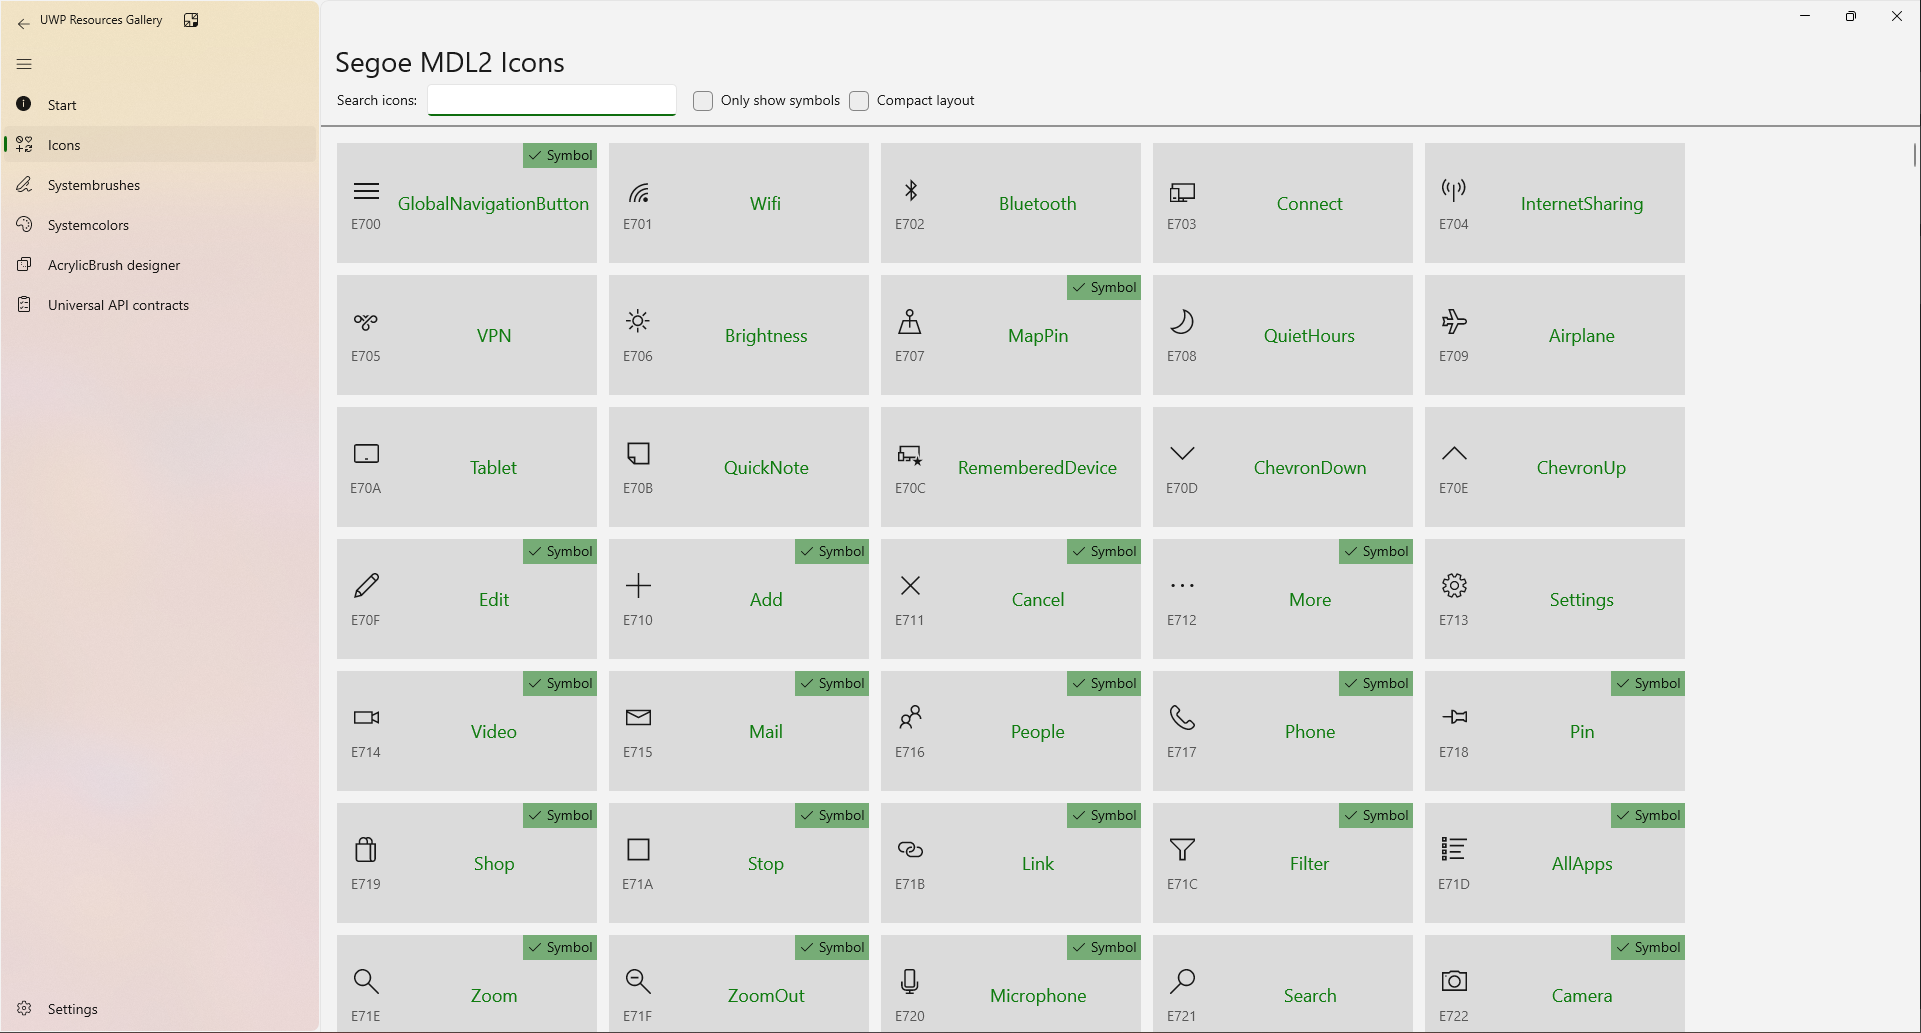 UWP Resources Gallery
Start
Icons
Systembrushes
Systemcolors
AcrylicBrush designer
Universal API contracts
Settings
Segoe MDL2 Icons
Search icons:
Only show symbols
Compact layout
Symbol
GlobalNavigationButton
E700
Wifi
E701
Bluetooth
E702
Connect
E703
InternetSharing
E704
VPN
E705
Brightness
E706
Symbol
MapPin
E707
QuietHours
E708
Airplane
E709
Tablet
E70A
QuickNote
E70B
RememberedDevice
E70C
ChevronDown
E70D
ChevronUp
E70E
Symbol
Edit
E70F
Symbol
Add
E710
Symbol
Cancel
E711
Symbol
More
E712
Settings
E713
Symbol
Video
E714
Symbol
Mail
E715
Symbol
People
E716
Symbol
Phone
E717
Symbol
Pin
E718
Symbol
Shop
E719
Symbol
Stop
E71A
Symbol
Link
E71B
Symbol
Filter
E71C
Symbol
AllApps
E71D
Symbol
Zoom
E71E
Symbol
ZoomOut
E71F
Symbol
Microphone
E720
Search
E721
Symbol
Camera
E722